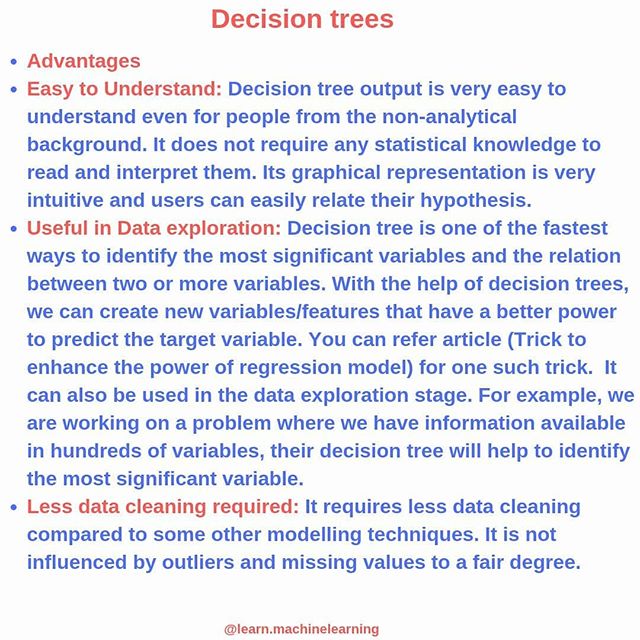 Decision trees
• Advantages
• Easy to Understand: Decision tree output is very easy to
understand even for people from the non-analytical
background. It does not require any statistical knowledge to
read and interpret them. Its graphical representation is very
intuitive and users can easily relate their hypothesis.
• Useful in Data exploration: Decision tree is one of the fastest
ways to identify the most significant variables and the relation
between two or more variables. With the help of decision trees,
we can create new variables/features that have a better power
to predict the target variable. You can refer article (Trick to
enhance the power of regression model) for one such trick.  It
can also be used in the data exploration stage. For example, we
are working on a problem where we have information available
in hundreds of variables, their decision tree will help to identify
the most significant variable.
• Less data cleaning required: It requires less data cleaning
compared to some other modelling techniques. It is not
influenced by outliers and missing values to a fair degree.
@learn.machinelearning